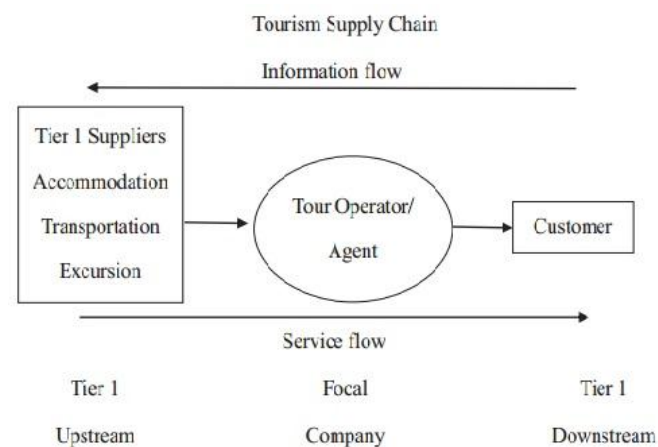 Tourism Supply Chain
Information flow
Tier 1 Suppliers
Accommodation
Transportation
Excursion
Tour Operator/
Agent
Customer
Service flow
Tier 1
Upstream
Focal
Company
Tier 1
Downstream